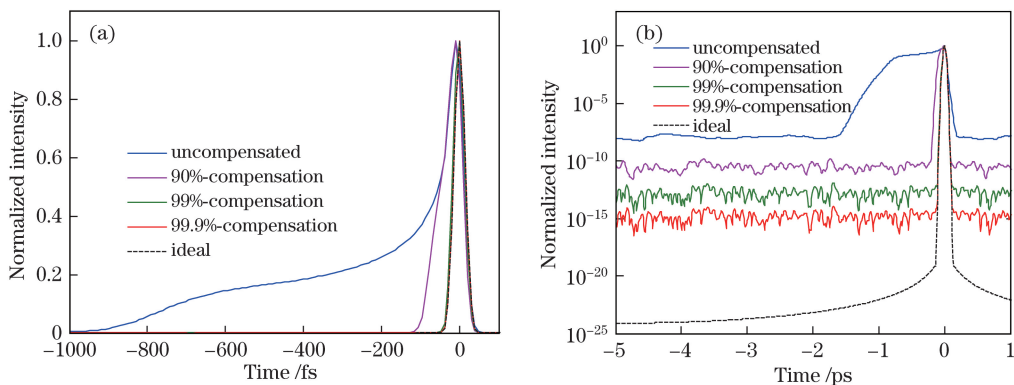 (a)
Normalized intensity
1.0
0.8
0.6
0.4
0.2
0
uncompensated
90%-compensation
99%-compensation
99.9%-compensation
ideal
−1000 −800 −600 −400 −200 0
Time /fs
(b)
Normalized intensity
10^0
10^−5
10^−10
10^−15
10^−20
10^−25
uncompensated
90%-compensation
99%-compensation
99.9%-compensation
ideal
−5 −4 −3 −2 −1 0 1
Time /ps